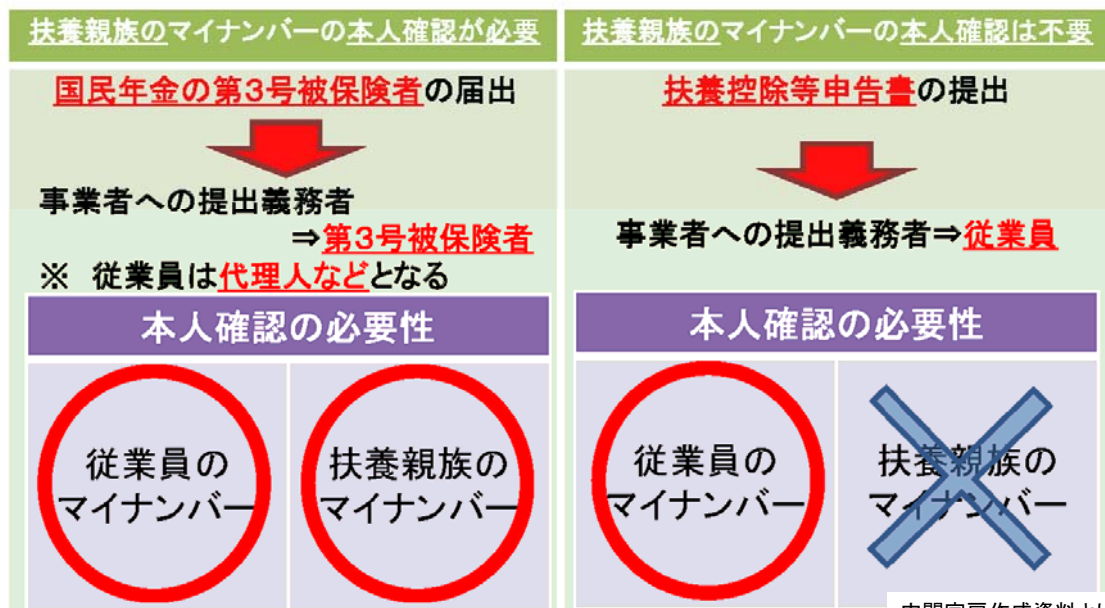 扶養親族のマイナンバーの本人確認が必要
国民年金の第3号被保険者の届出
事業者への提出義務者
⇒第3号被保険者
※ 従業員は代理人などとなる
本人確認の必要性
従業員の
マイナンバー
扶養親族の
マイナンバー
扶養親族のマイナンバーの本人確認は不要
扶養控除等申告書の提出
事業者への提出義務者⇒従業員
本人確認の必要性
従業員の
マイナンバー
扶養親族の
マイナンバー